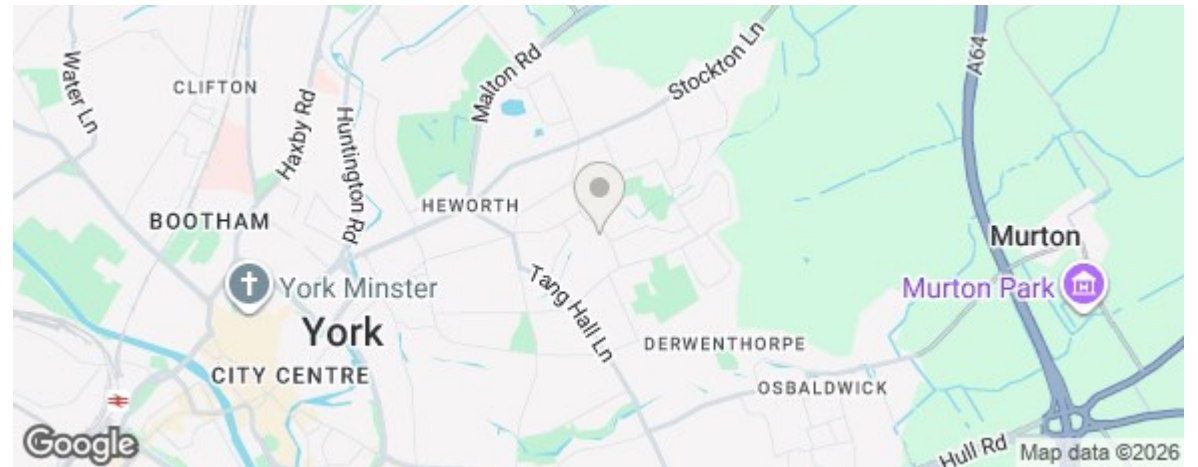 A64
Stockton Ln
Malton Rd
Water Ln
CLIFTON
Haxby Rd
Huntington Rd
HEWORTH
BOOTHAM
Murton
York Minster
Murton Park
Tang Hall Ln
York
DERWENTHORPE
CITY CENTRE
OSBALDWICK
Hull Rd
Google
Map data ©2026